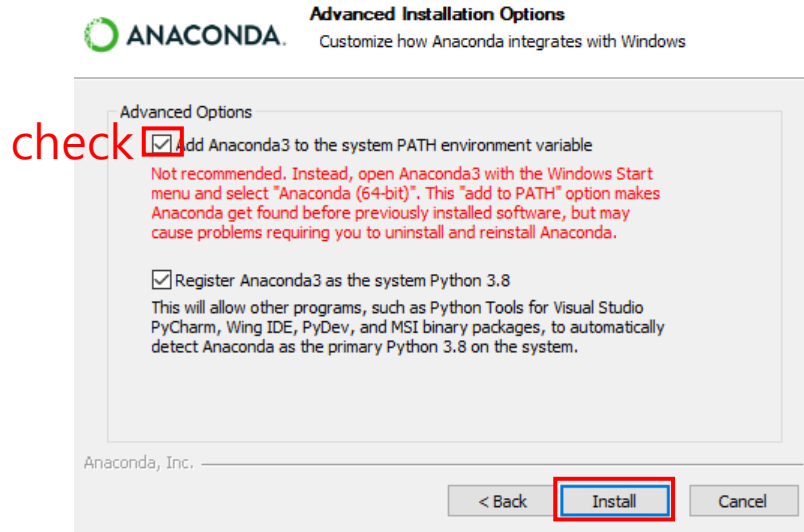 ANACONDA.
Advanced Installation Options
Customize how Anaconda integrates with Windows
Advanced Options
check
Add Anaconda3 to the system PATH environment variable
Not recommended. Instead, open Anaconda3 with the Windows Start
menu and select "Anaconda (64-bit)". This "add to PATH" option makes
Anaconda get found before previously installed software, but may
cause problems requiring you to uninstall and reinstall Anaconda.
Register Anaconda3 as the system Python 3.8
This will allow other programs, such as Python Tools for Visual Studio
PyCharm, Wing IDE, PyDev, and MSI binary packages, to automatically
detect Anaconda as the primary Python 3.8 on the system.
Anaconda, Inc.
< Back
Install
Cancel